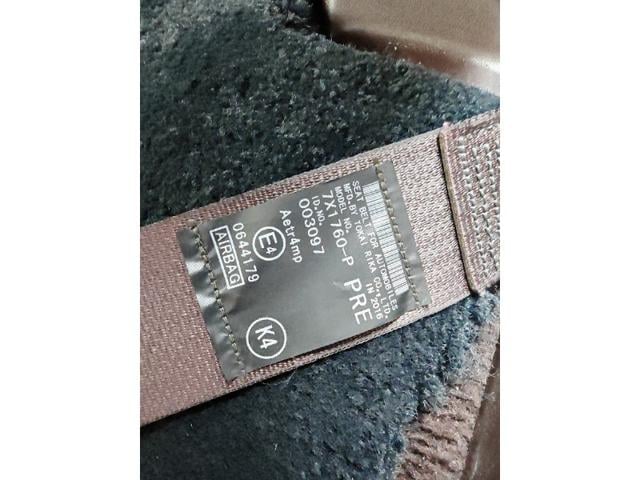 SEAT BELT FOR AUTOMOBILES
MFD. BY TOKAI RIKA CO., LTD.
MODEL NO. IN 2016
7X1760-P PRE
ID.NO.
003097
Aetr4mp
E4
0644179
AIRBAG
K4